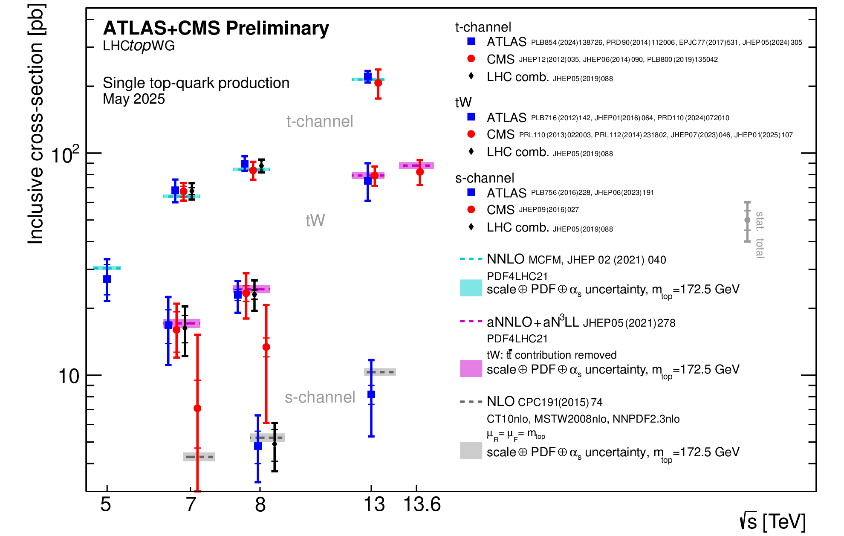 ATLAS+CMS Preliminary
LHCtopWG
Single top-quark production
May 2025
Inclusive cross-section [pb]
10²
10
t-channel
tW
s-channel
5
7
8
13
13.6
√s [TeV]
t-channel
ATLAS PLB854(2024)138726, PRD90(2014)112006, EPJC77(2017)531, JHEP05(2024)305
CMS JHEP12(2012)035, JHEP06(2014)090, PLB800(2019)135042
LHC comb. JHEP05(2019)088
tW
ATLAS PLB716(2012)142, JHEP01(2016)064, PRD110(2024)072010
CMS PRL110(2013)022003, PRL112(2014)231802, JHEP07(2023)046, JHEP01(2025)107
LHC comb. JHEP05(2019)088
s-channel
ATLAS PLB756(2016)228, JHEP06(2023)191
CMS JHEP09(2016)027
LHC comb. JHEP05(2019)088
stat. total
NNLO MCFM, JHEP 02 (2021) 040
PDF4LHC21
scale ⊕ PDF ⊕ αs uncertainty, mtop=172.5 GeV
aNNLO+aN³LL JHEP05(2021)278
PDF4LHC21
tW: tt̄ contribution removed
scale ⊕ PDF ⊕ αs uncertainty, mtop=172.5 GeV
NLO CPC191(2015)74
CT10nlo, MSTW2008nlo, NNPDF2.3nlo
μR= μF= mtop
scale ⊕ PDF ⊕ αs uncertainty, mtop=172.5 GeV